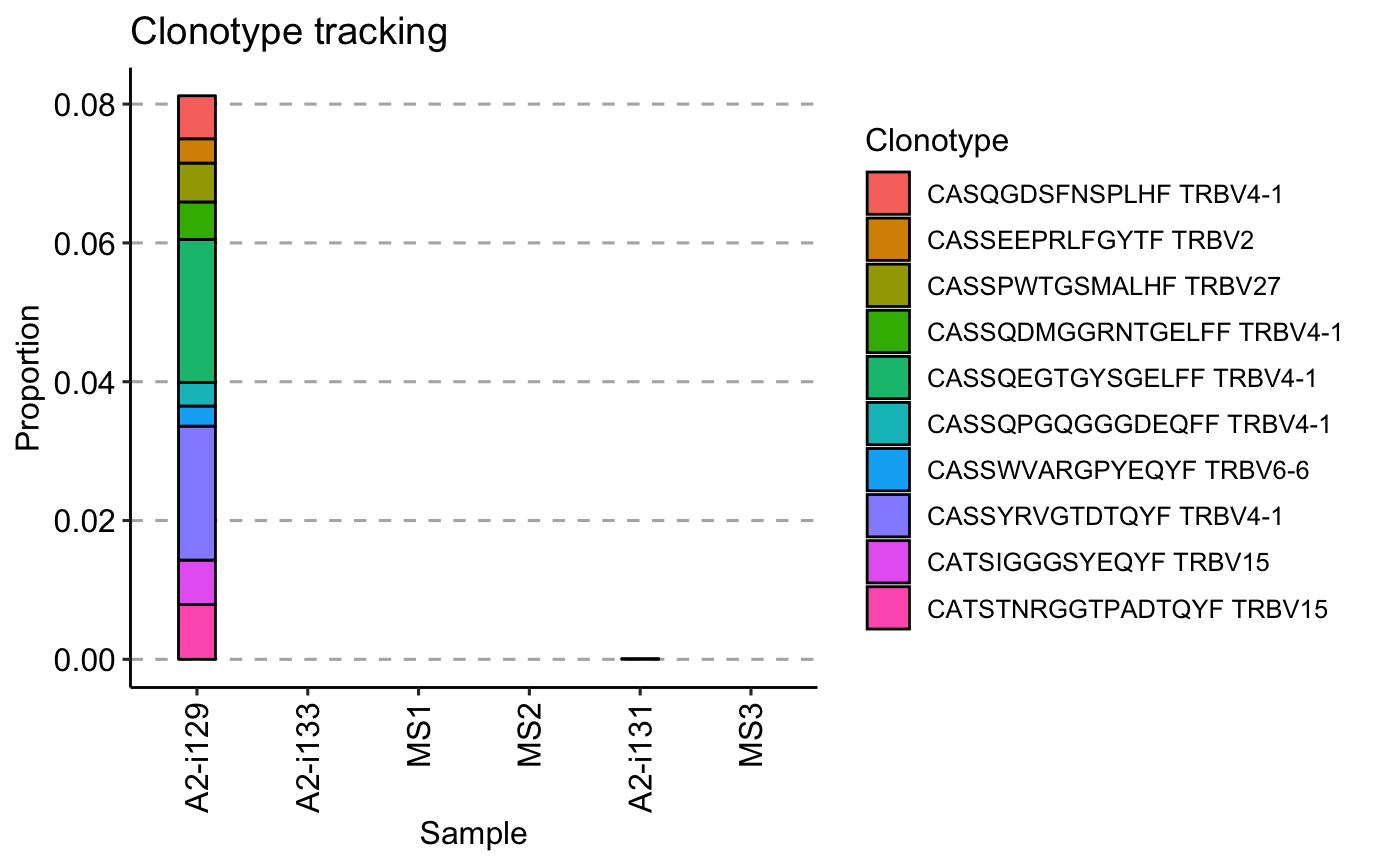 Clonotype tracking
0.08
0.06
0.04
0.02
0.00
Proportion
A2-i129
A2-i133
MS1
MS2
A2-i131
MS3
Sample
Clonotype
CASQGDSFNSPLHF TRBV4-1
CASSEEPRLFGYTF TRBV2
CASSPWTGSMALHF TRBV27
CASSQDMGGRNTGELFF TRBV4-1
CASSQEGTGYSGELFF TRBV4-1
CASSQPGQGGGDEQFF TRBV4-1
CASSWVARGPYEQYF TRBV6-6
CASSYRVGTDTQYF TRBV4-1
CATSIGGGSYEQYF TRBV15
CATSTNRGGTPADTQYF TRBV15